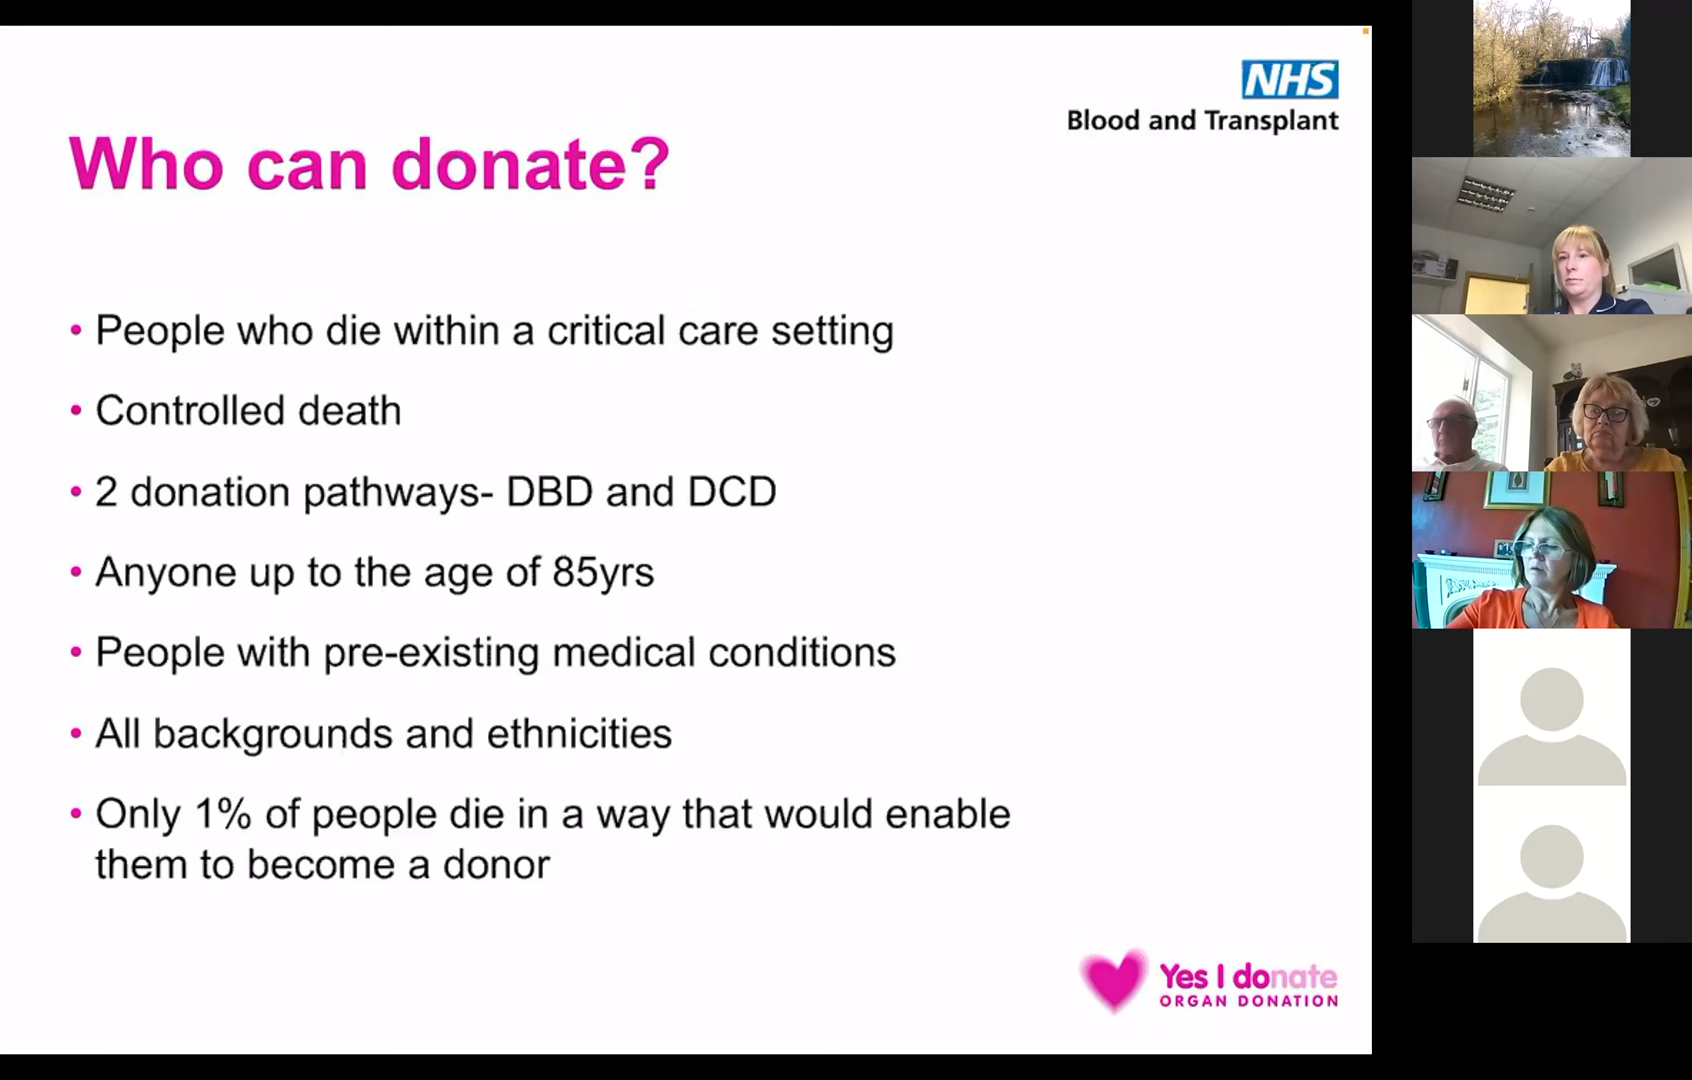 NHS
Blood and Transplant
Who can donate?
• People who die within a critical care setting
• Controlled death
• 2 donation pathways- DBD and DCD
• Anyone up to the age of 85yrs
• People with pre-existing medical conditions
• All backgrounds and ethnicities
• Only 1% of people die in a way that would enable
them to become a donor
Yes I donate
ORGAN DONATION